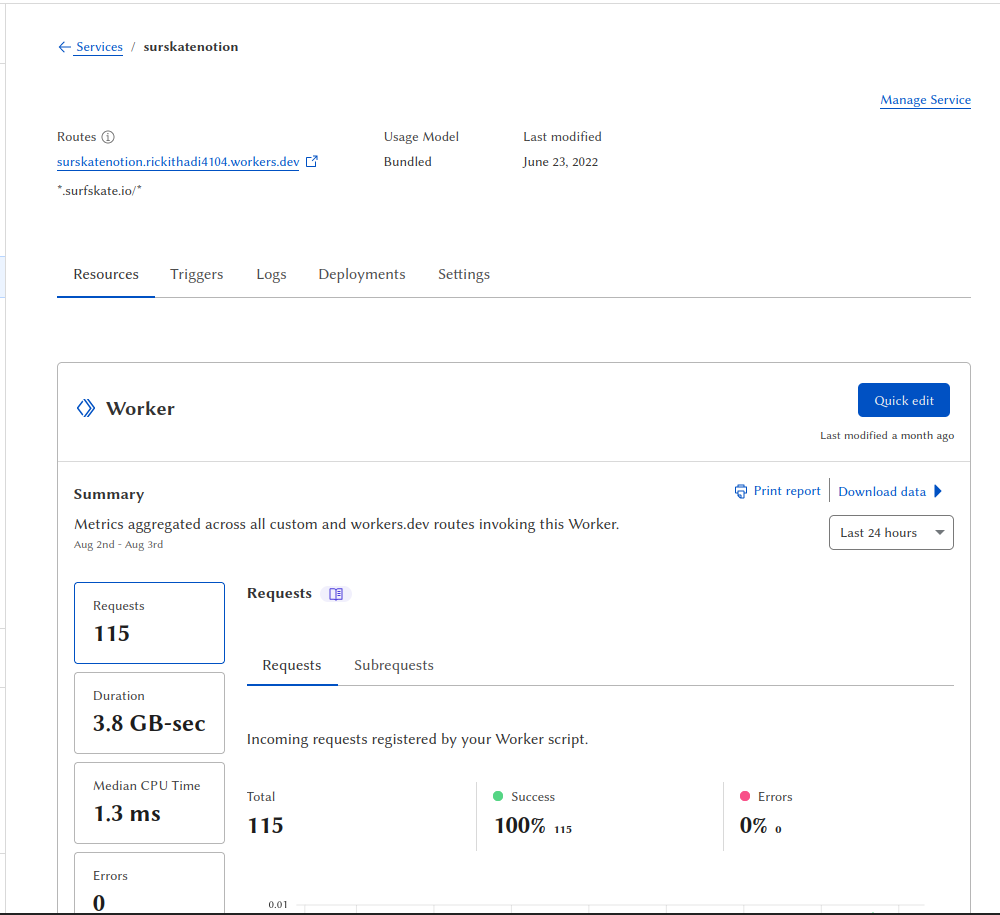 ← Services / surskatenotion
Manage Service
Routes
Usage Model
Last modified
surskatenotion.rickithadi4104.workers.dev
Bundled
June 23, 2022
*.surfskate.io/*
Resources
Triggers
Logs
Deployments
Settings
Worker
Quick edit
Last modified a month ago
Summary
Print report
Download data
Metrics aggregated across all custom and workers.dev routes invoking this Worker.
Aug 2nd - Aug 3rd
Last 24 hours
Requests
115
Duration
3.8 GB-sec
Median CPU Time
1.3 ms
Errors
0
Requests
Requests
Subrequests
Incoming requests registered by your Worker script.
Total
115
Success
100% 115
Errors
0% 0
0.01